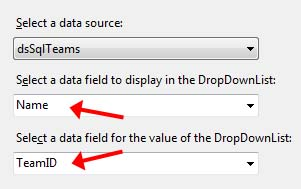 Select a data source:
dsSqlTeams
Select a data field to display in the DropDownList:
Name
Select a data field for the value of the DropDownList:
TeamID